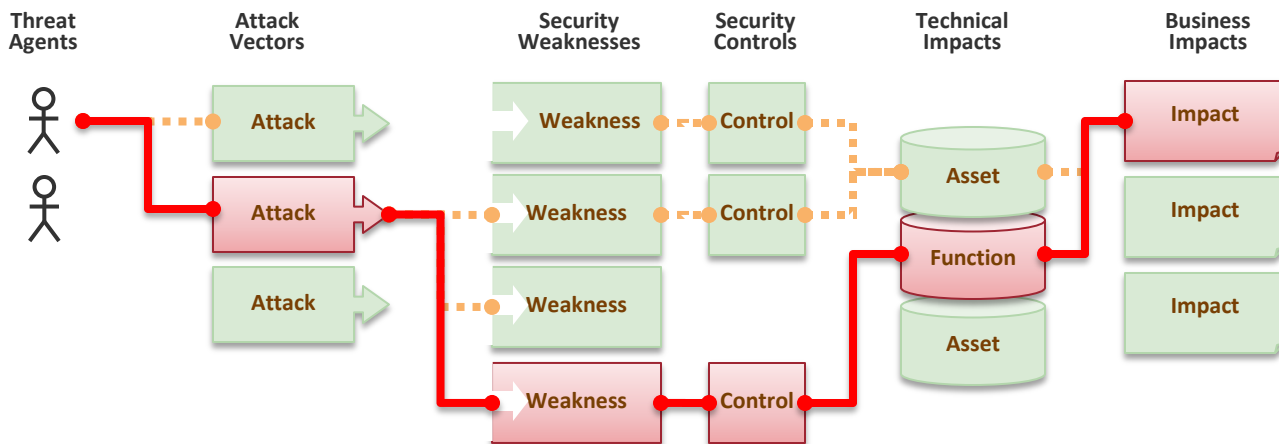 Threat
Agents
Attack
Vectors
Security
Weaknesses
Security
Controls
Technical
Impacts
Business
Impacts
Attack
Weakness
Control
Impact
Asset
Attack
Weakness
Control
Impact
Function
Attack
Weakness
Impact
Asset
Weakness
Control